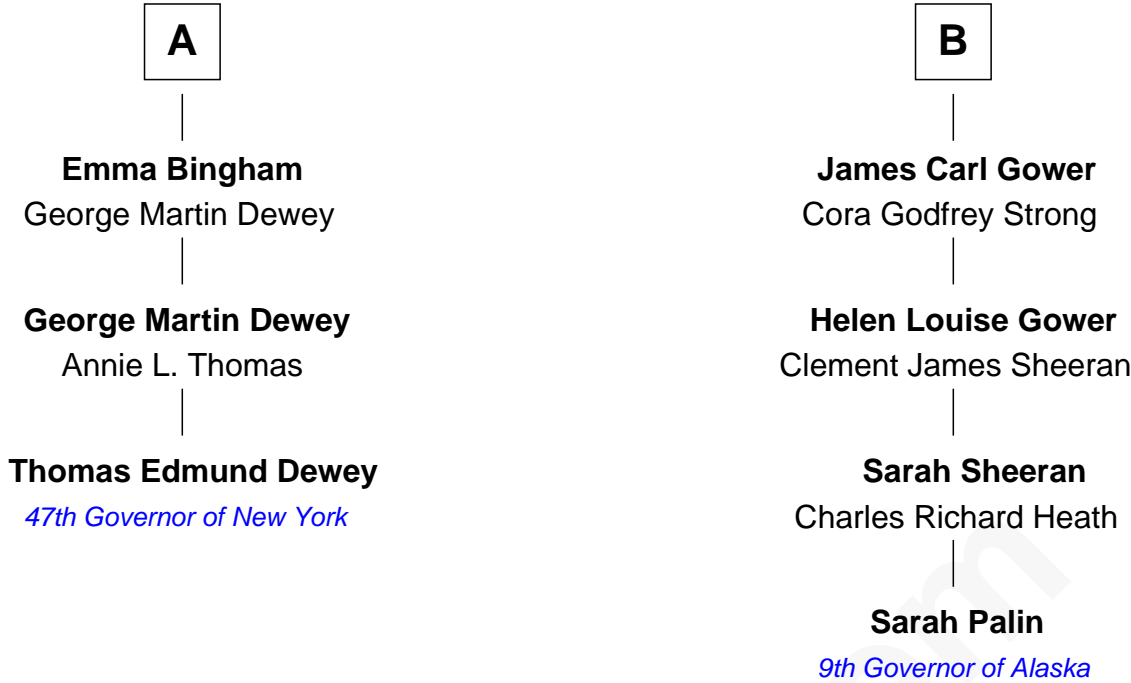 A
Emma Bingham
George Martin Dewey
George Martin Dewey
Annie L. Thomas
Thomas Edmund Dewey
47th Governor of New York
B
James Carl Gower
Cora Godfrey Strong
Helen Louise Gower
Clement James Sheeran
Sarah Sheeran
Charles Richard Heath
Sarah Palin
9th Governor of Alaska